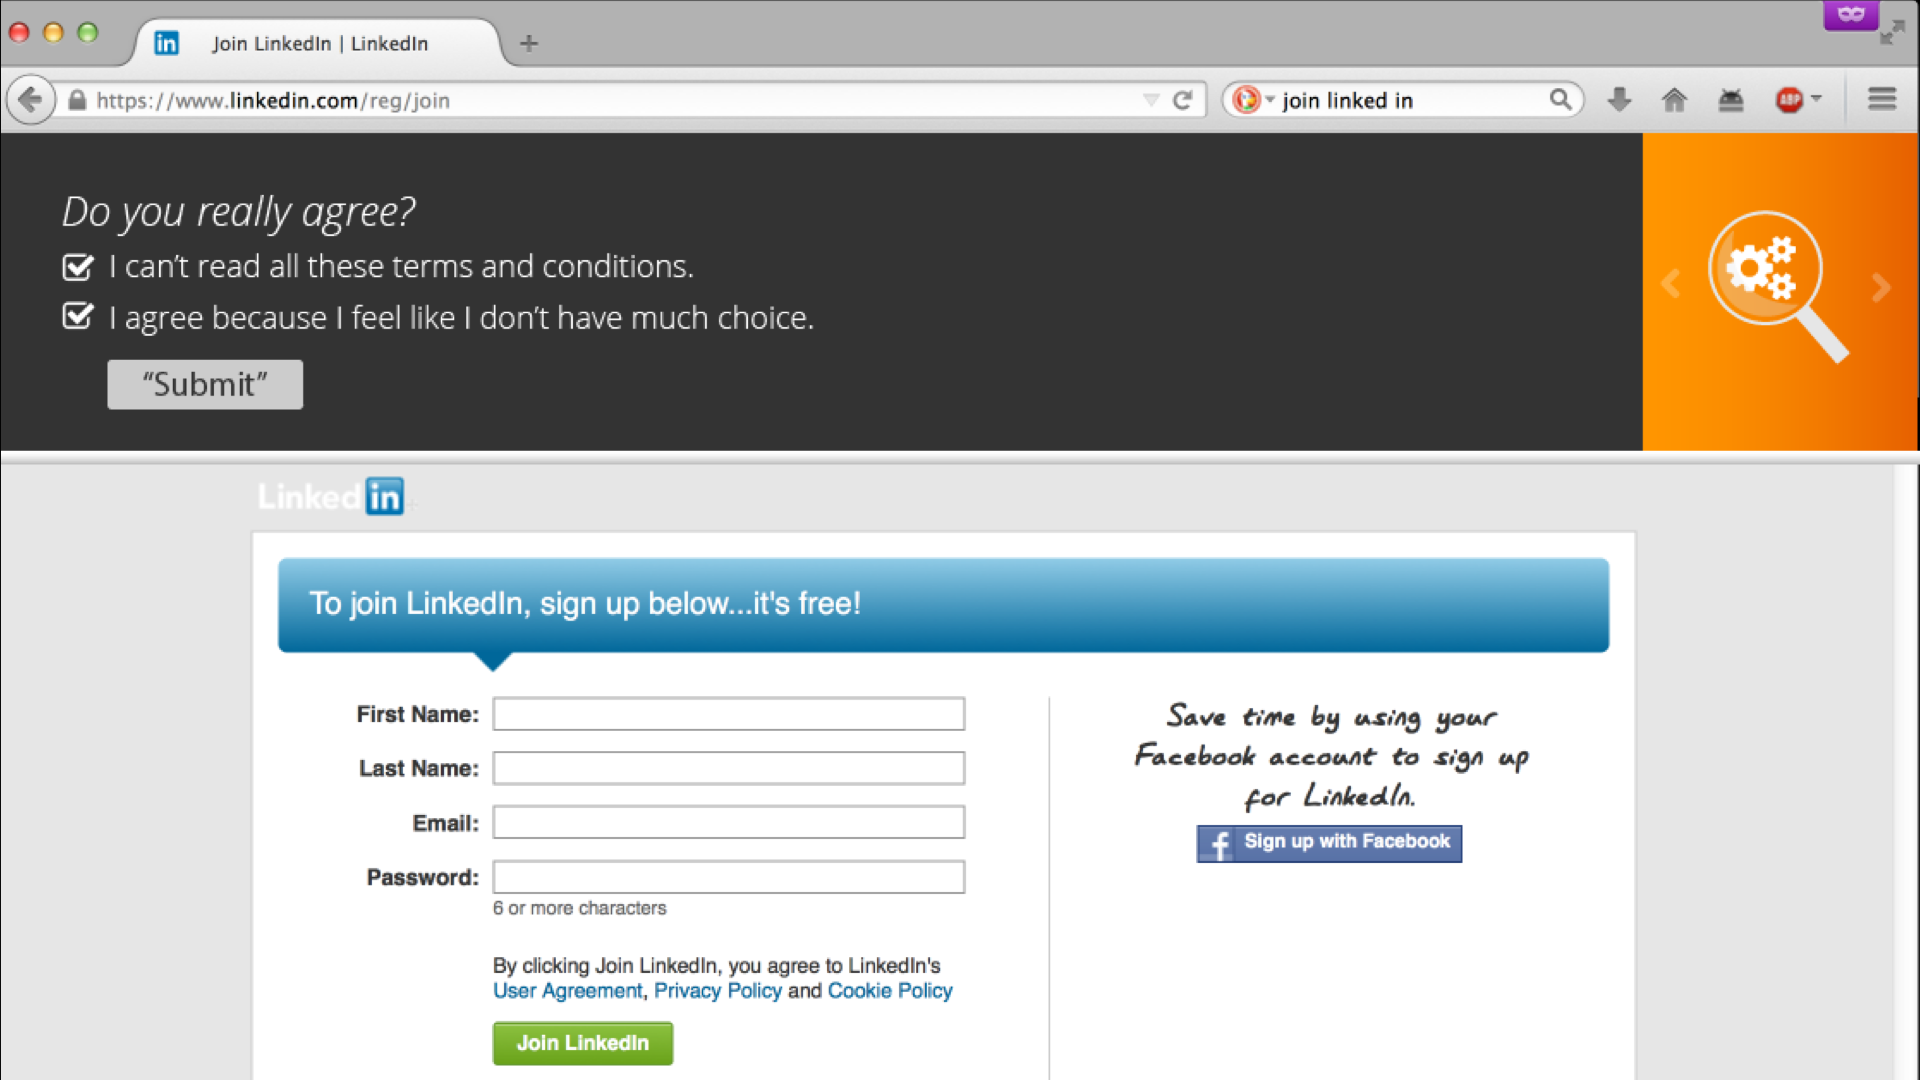 Join LinkedIn | LinkedIn
https://www.linkedin.com/reg/join
join linked in
ABP
Do you really agree?
I can't read all these terms and conditions.
I agree because I feel like I don't have much choice.
“Submit”
Linked in
To join LinkedIn, sign up below...it's free!
First Name:
Last Name:
Email:
Password:
6 or more characters
By clicking Join LinkedIn, you agree to LinkedIn's
User Agreement, Privacy Policy and Cookie Policy
Join LinkedIn
Save time by using your
Facebook account to sign up
for LinkedIn.
Sign up with Facebook